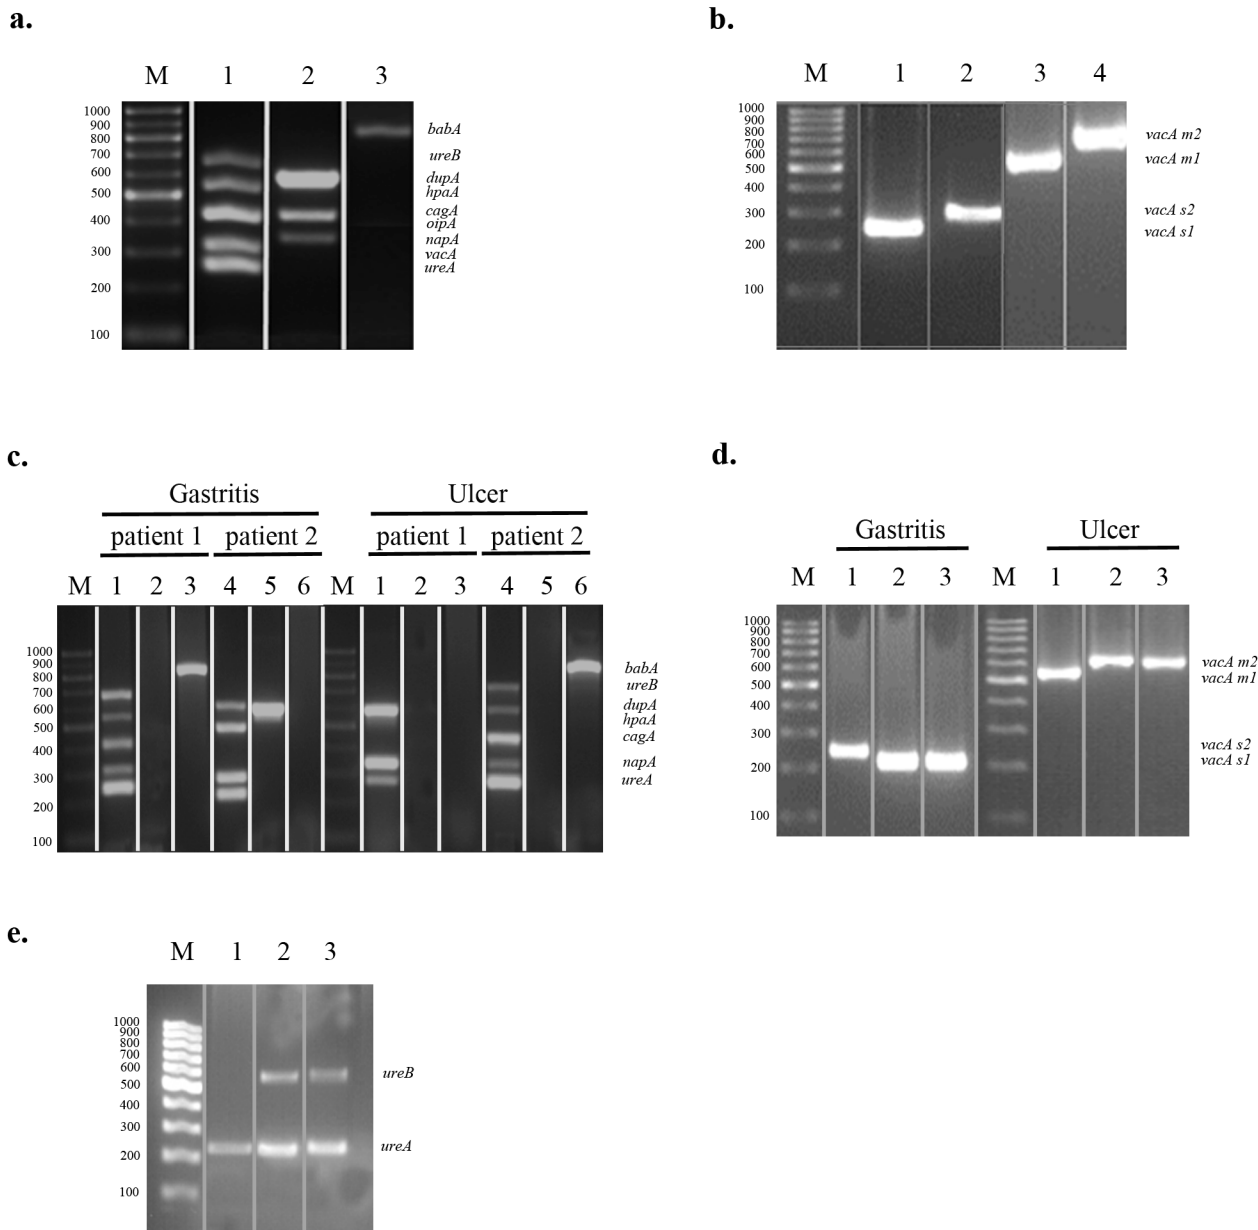 a.
M 1 2 3
1000
900
800
700
600
500
400
300
200
100
babA
ureB
dupA
hpaA
cagA
oipA
napA
vacA
ureA
b.
M 1 2 3 4
1000
900
800
700
600
500
400
300
200
100
vacA m2
vacA m1
vacA s2
vacA s1
c.
Gastritis Ulcer
patient 1 patient 2 patient 1 patient 2
M 1 2 3 4 5 6 M 1 2 3 4 5 6
1000
900
800
700
600
500
400
300
200
100
babA
ureB
dupA
hpaA
cagA
napA
ureA
d.
Gastritis Ulcer
M 1 2 3 M 1 2 3
1000
900
800
700
600
500
400
300
200
100
vacA m2
vacA m1
vacA s2
vacA s1
e.
M 1 2 3
1000
900
800
700
600
500
400
300
200
100
ureB
ureA